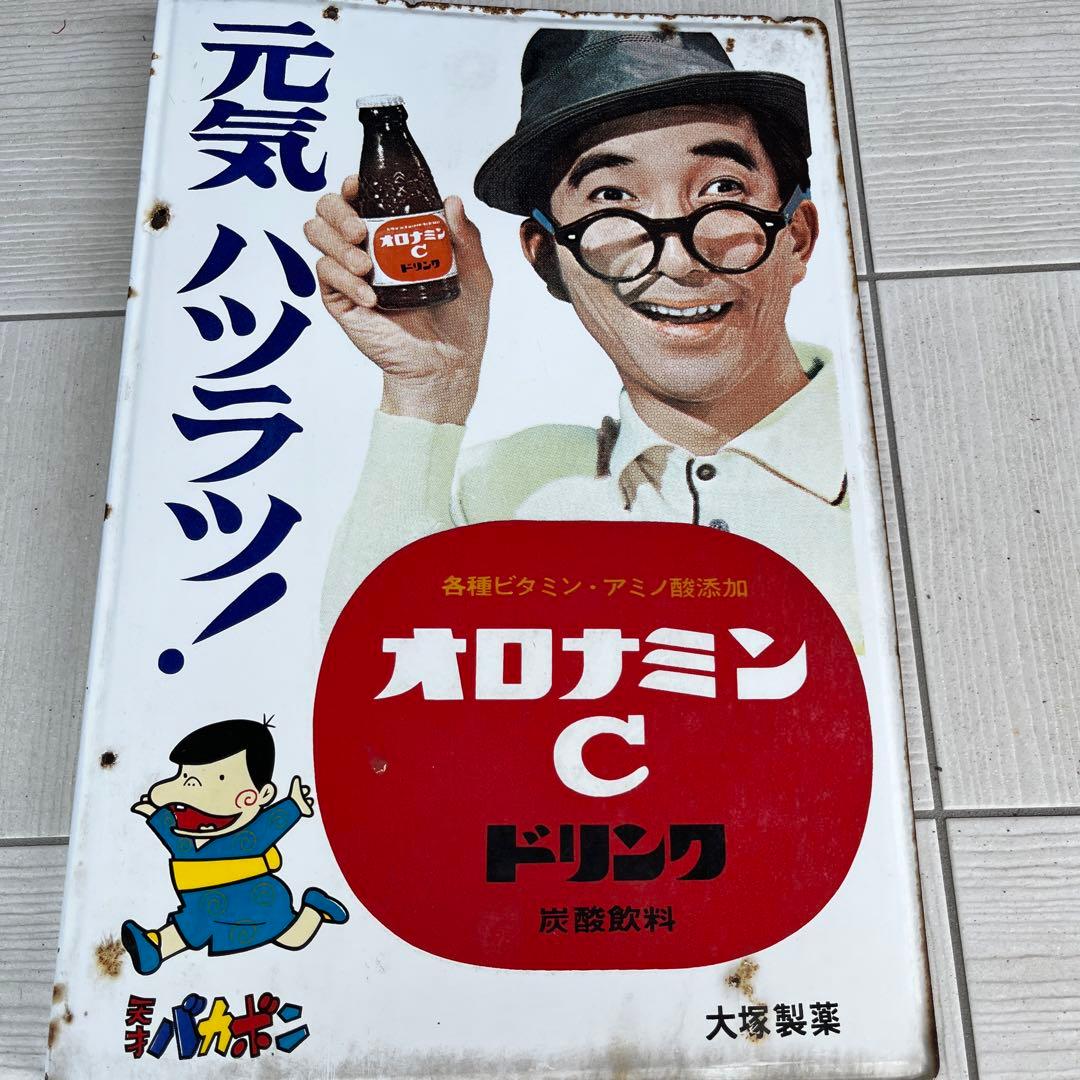 元気 ハツラツ!
オロナミン
C
ドリンク
各種ビタミン・アミノ酸添加
オロナミン
C
ドリンク
炭酸飲料
天才バカボン
大塚製薬